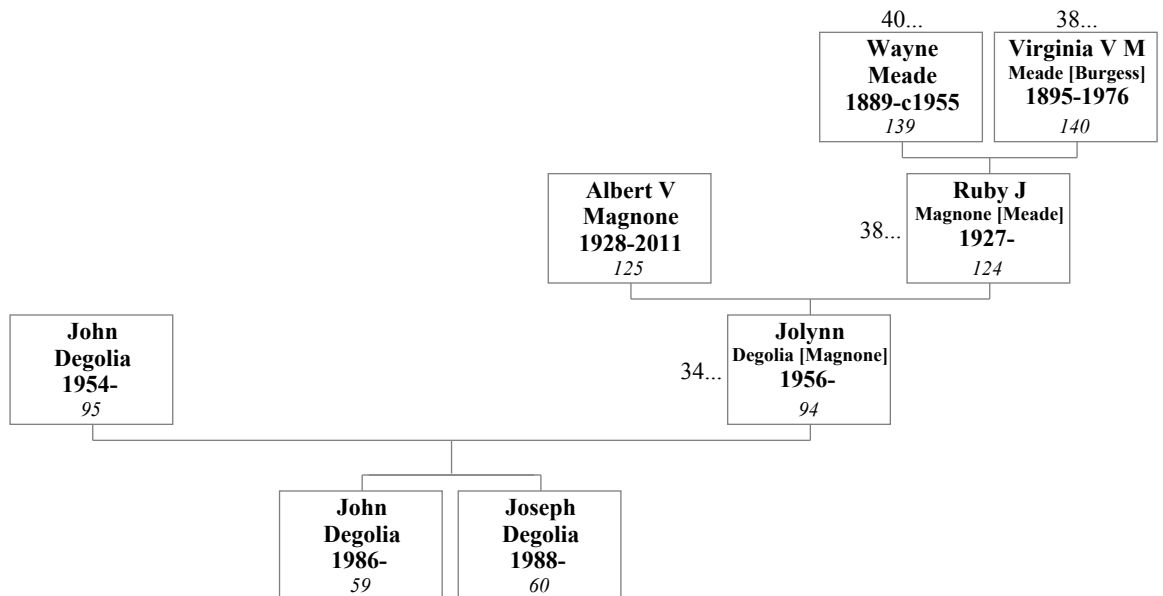 40...
38...
Wayne
Meade
1889-c1955
139
Virginia V M
Meade [Burgess]
1895-1976
140
Albert V
Magnone
1928-2011
125
38...
Ruby J
Magnone [Meade]
1927-
124
John
Degolia
1954-
95
34...
Jolynn
Degolia [Magnone]
1956-
94
John
Degolia
1986-
59
Joseph
Degolia
1988-
60